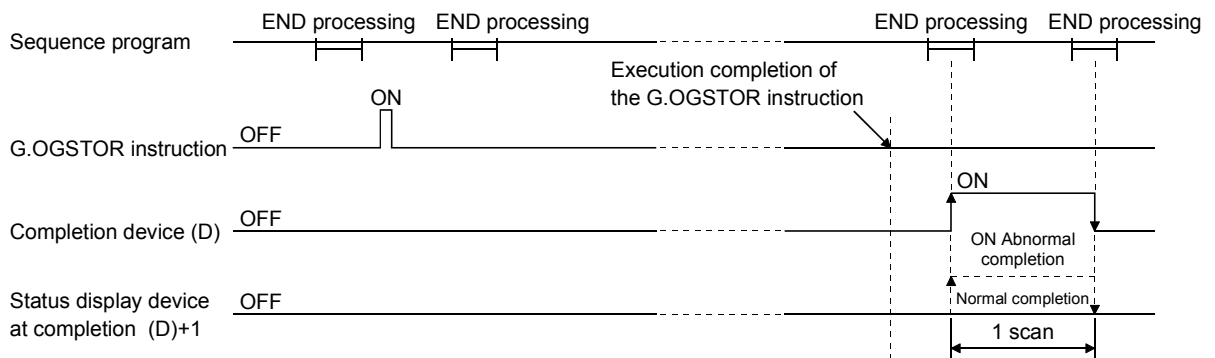 END processing
END processing
END processing
END processing
Sequence program
Execution completion of
the G.OGSTOR instruction
ON
OFF
G.OGSTOR instruction
ON
OFF
Completion device (D)
ON Abnormal
completion
OFF
Status display device
at completion (D)+1
Normal completion
1 scan